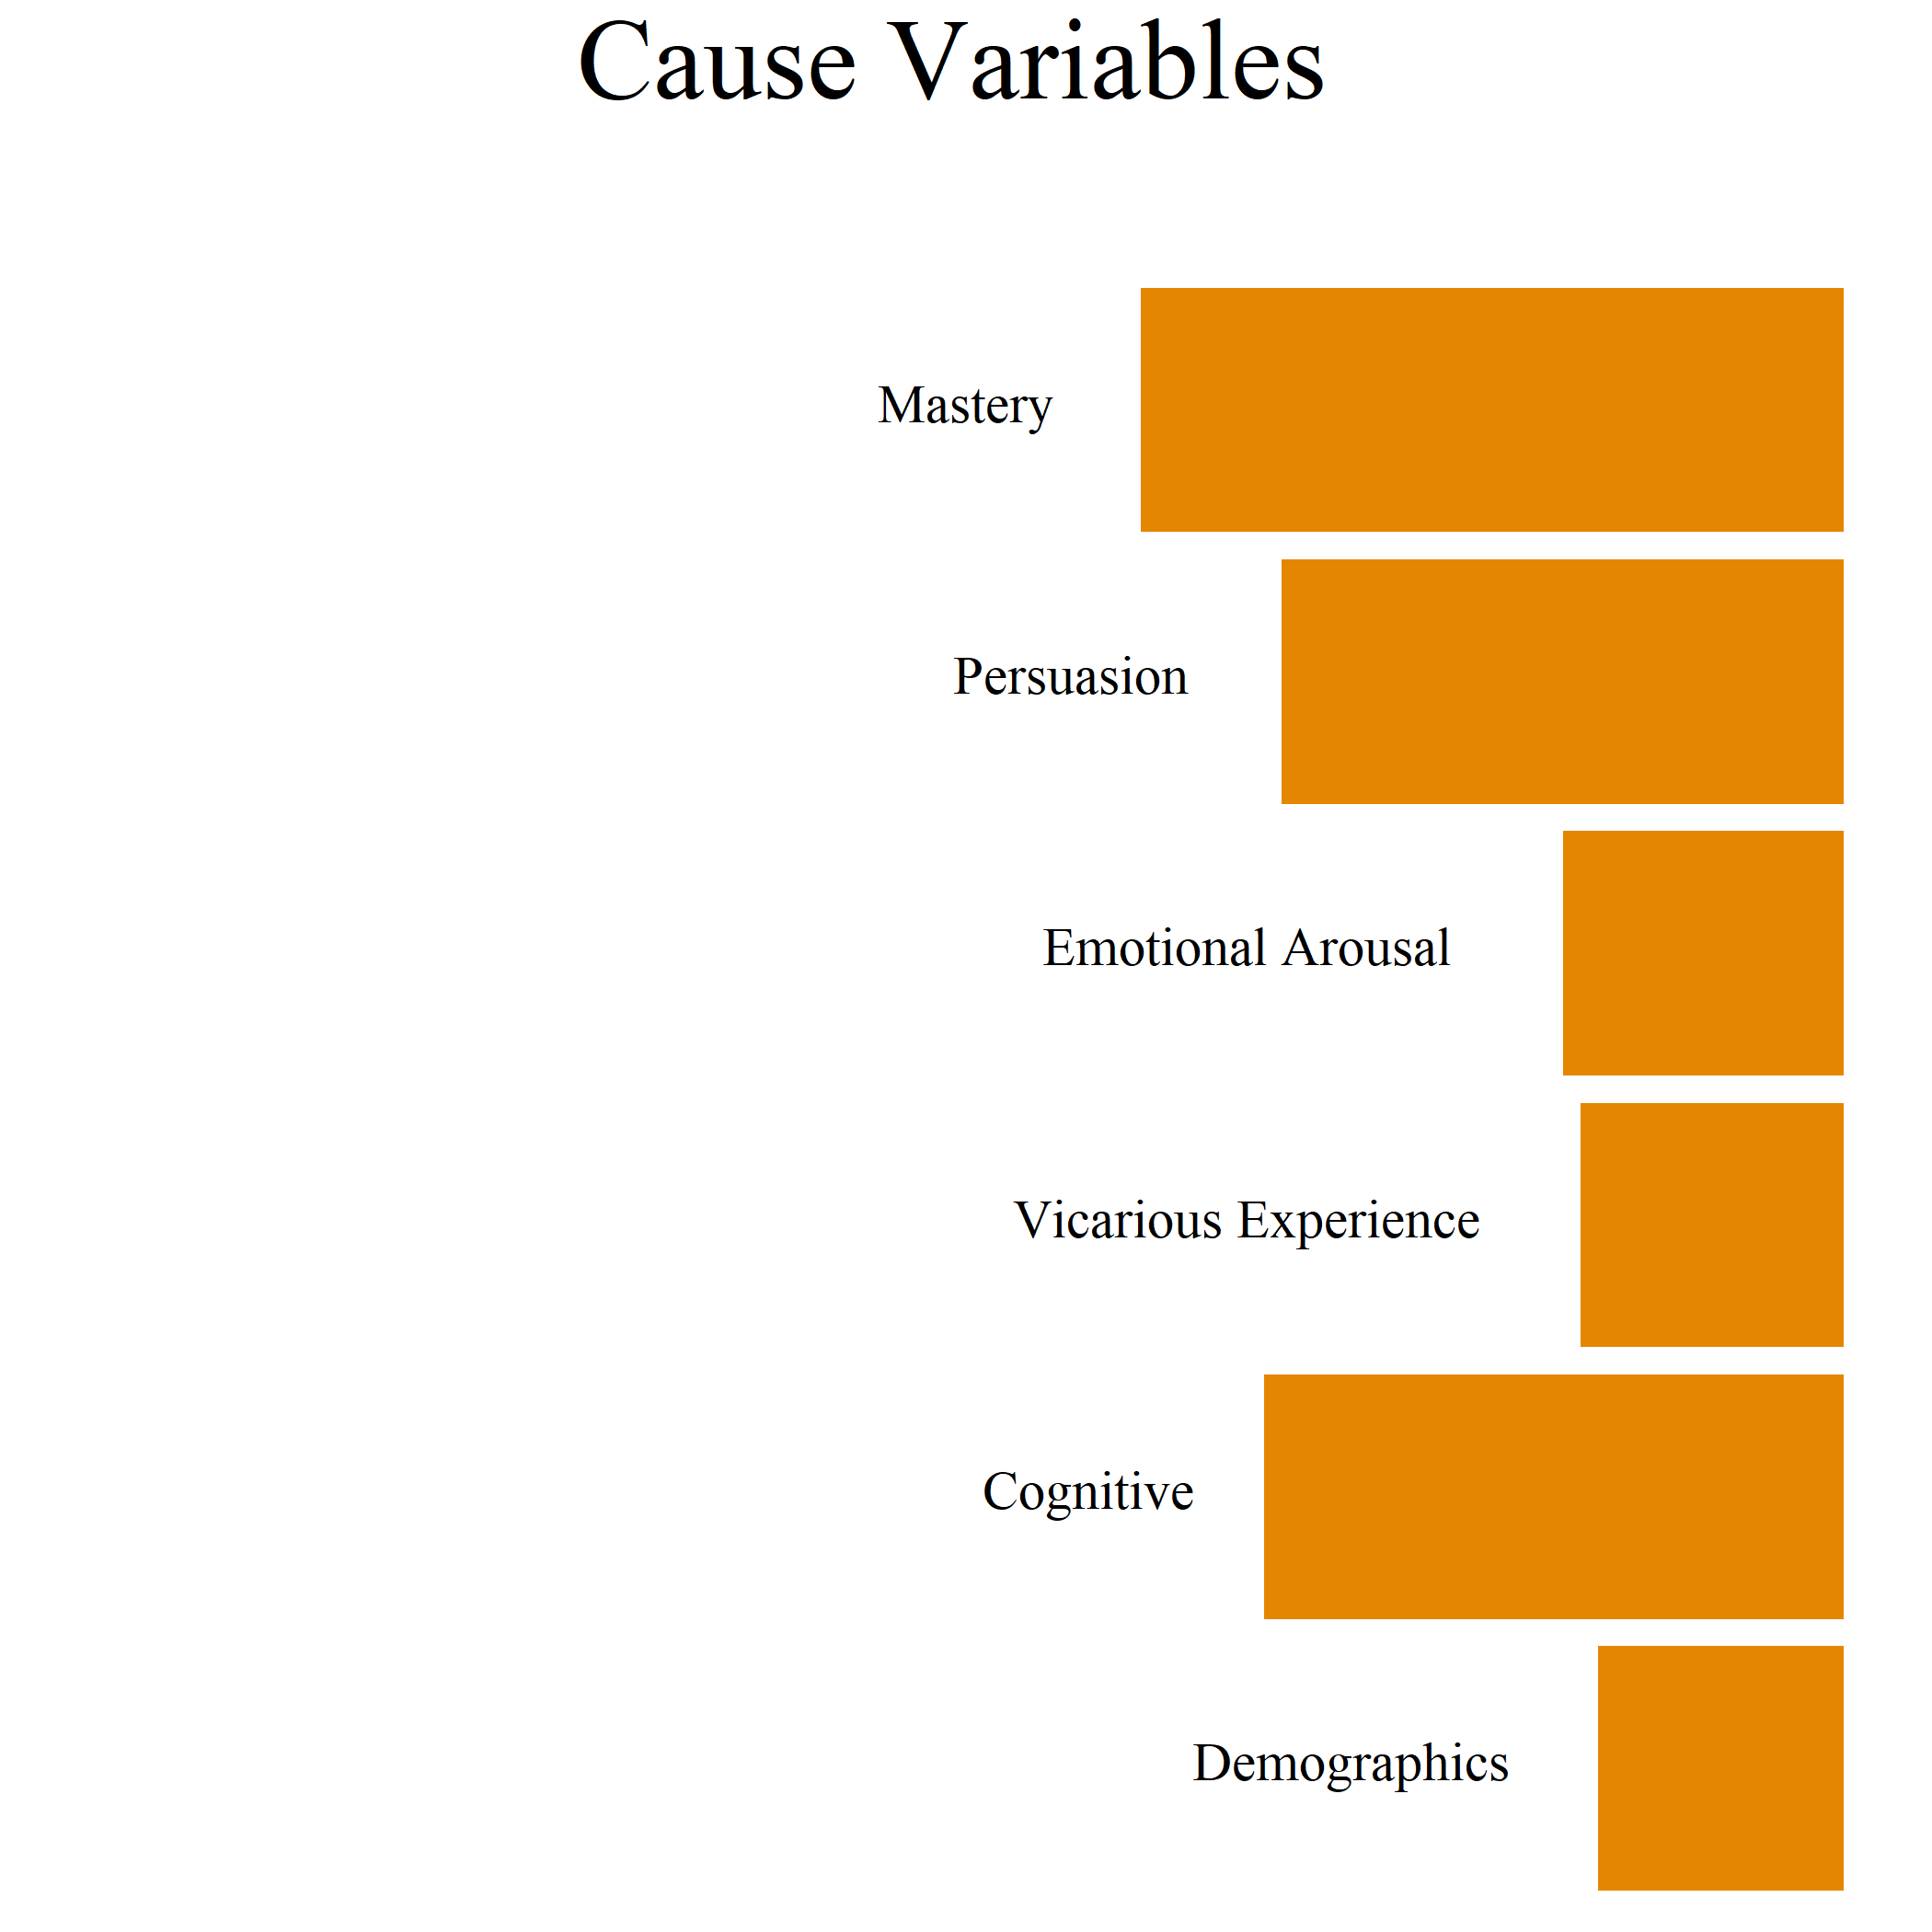 Cause Variables
Mastery
Persuasion
Emotional Arousal
Vicarious Experience
Cognitive
Demographics